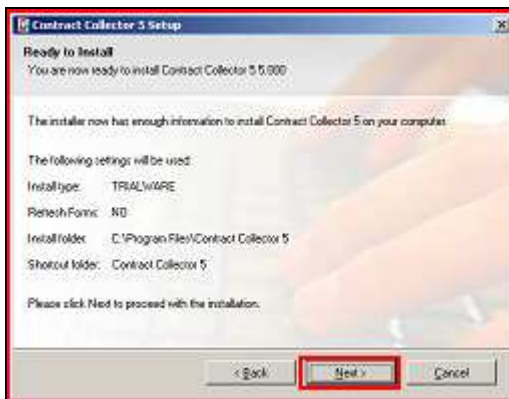 Contract Collector 5 Setup
Ready to Install
You are now ready to install Contract Collector 5 5.000
The installer now has enough information to install Contract Collector 5 on your computer.
The following settings will be used:
Install type: TRIALWARE
Refresh Forms: NO
Install folder: C:\Program Files\Contract Collector 5
Shortcut folder: Contract Collector 5
Please click Next to proceed with the installation.
< Back
Next >
Cancel